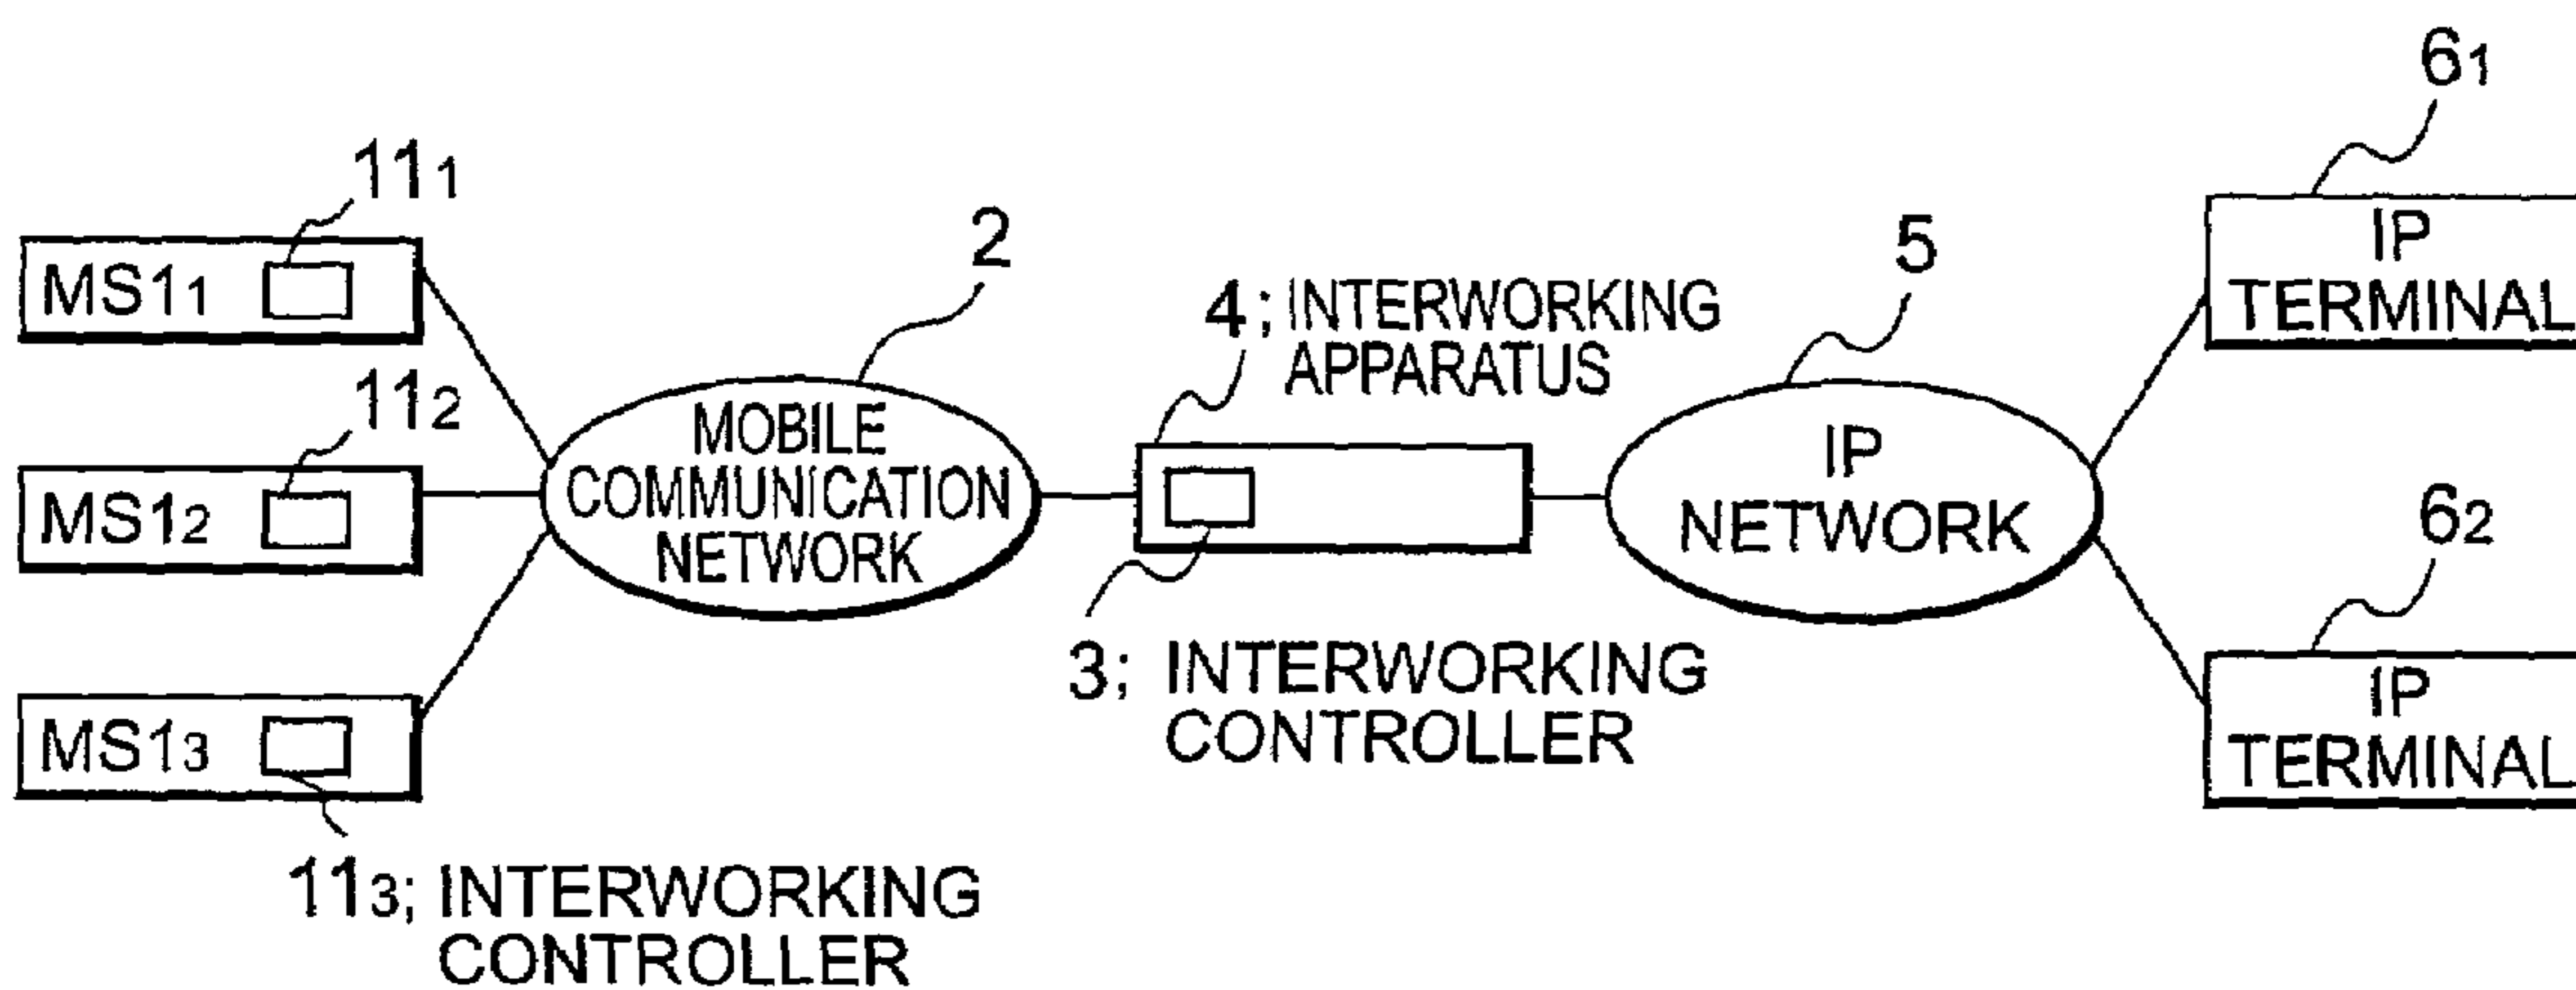 11₁
MS1₁
11₂
MS1₂
MS1₃
11₃; INTERWORKING
CONTROLLER
2
MOBILE
COMMUNICATION
NETWORK
4; INTERWORKING
APPARATUS
3; INTERWORKING
CONTROLLER
5
IP
NETWORK
6₁
IP
TERMINAL
6₂
IP
TERMINAL